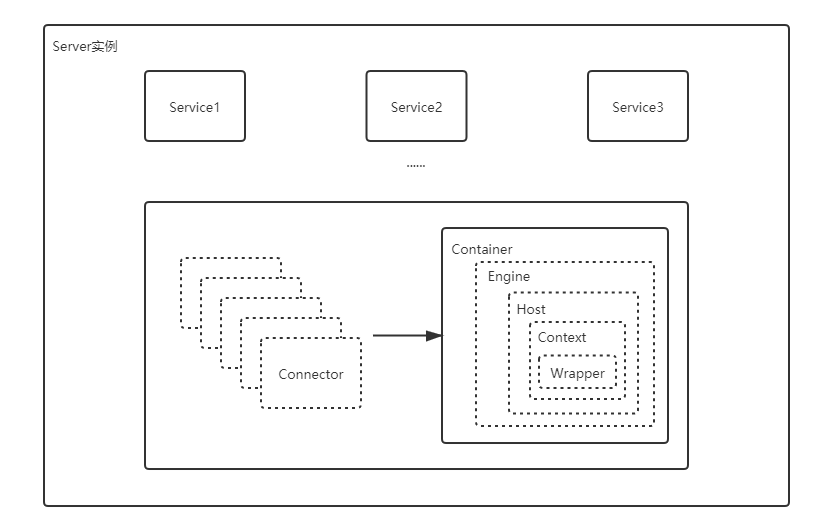 Server实例
Service1
Service2
Service3
......
Container
Engine
Host
Context
Wrapper
Connector